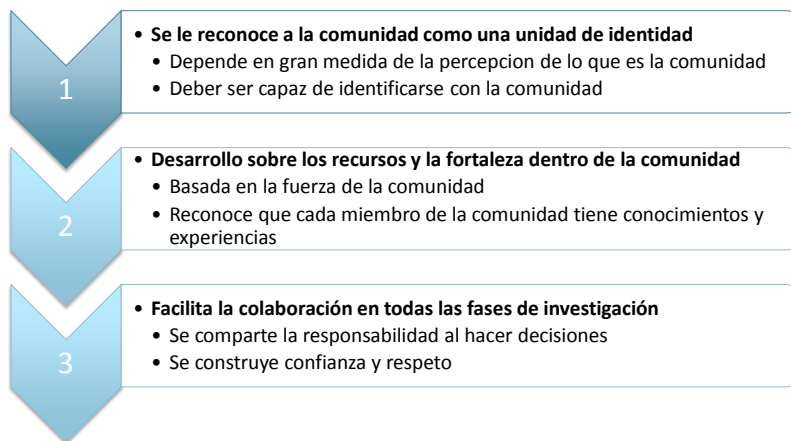 1
• Se le reconoce a la comunidad como una unidad de identidad
• Depende en gran medida de la percepcion de lo que es la comunidad
• Deber ser capaz de identificarse con la comunidad
2
• Desarrollo sobre los recursos y la fortaleza dentro de la comunidad
• Basada en la fuerza de la comunidad
• Reconoce que cada miembro de la comunidad tiene conocimientos y
experiencias
3
• Facilita la colaboración en todas las fases de investigación
• Se comparte la responsabilidad al hacer decisiones
• Se construye confianza y respeto